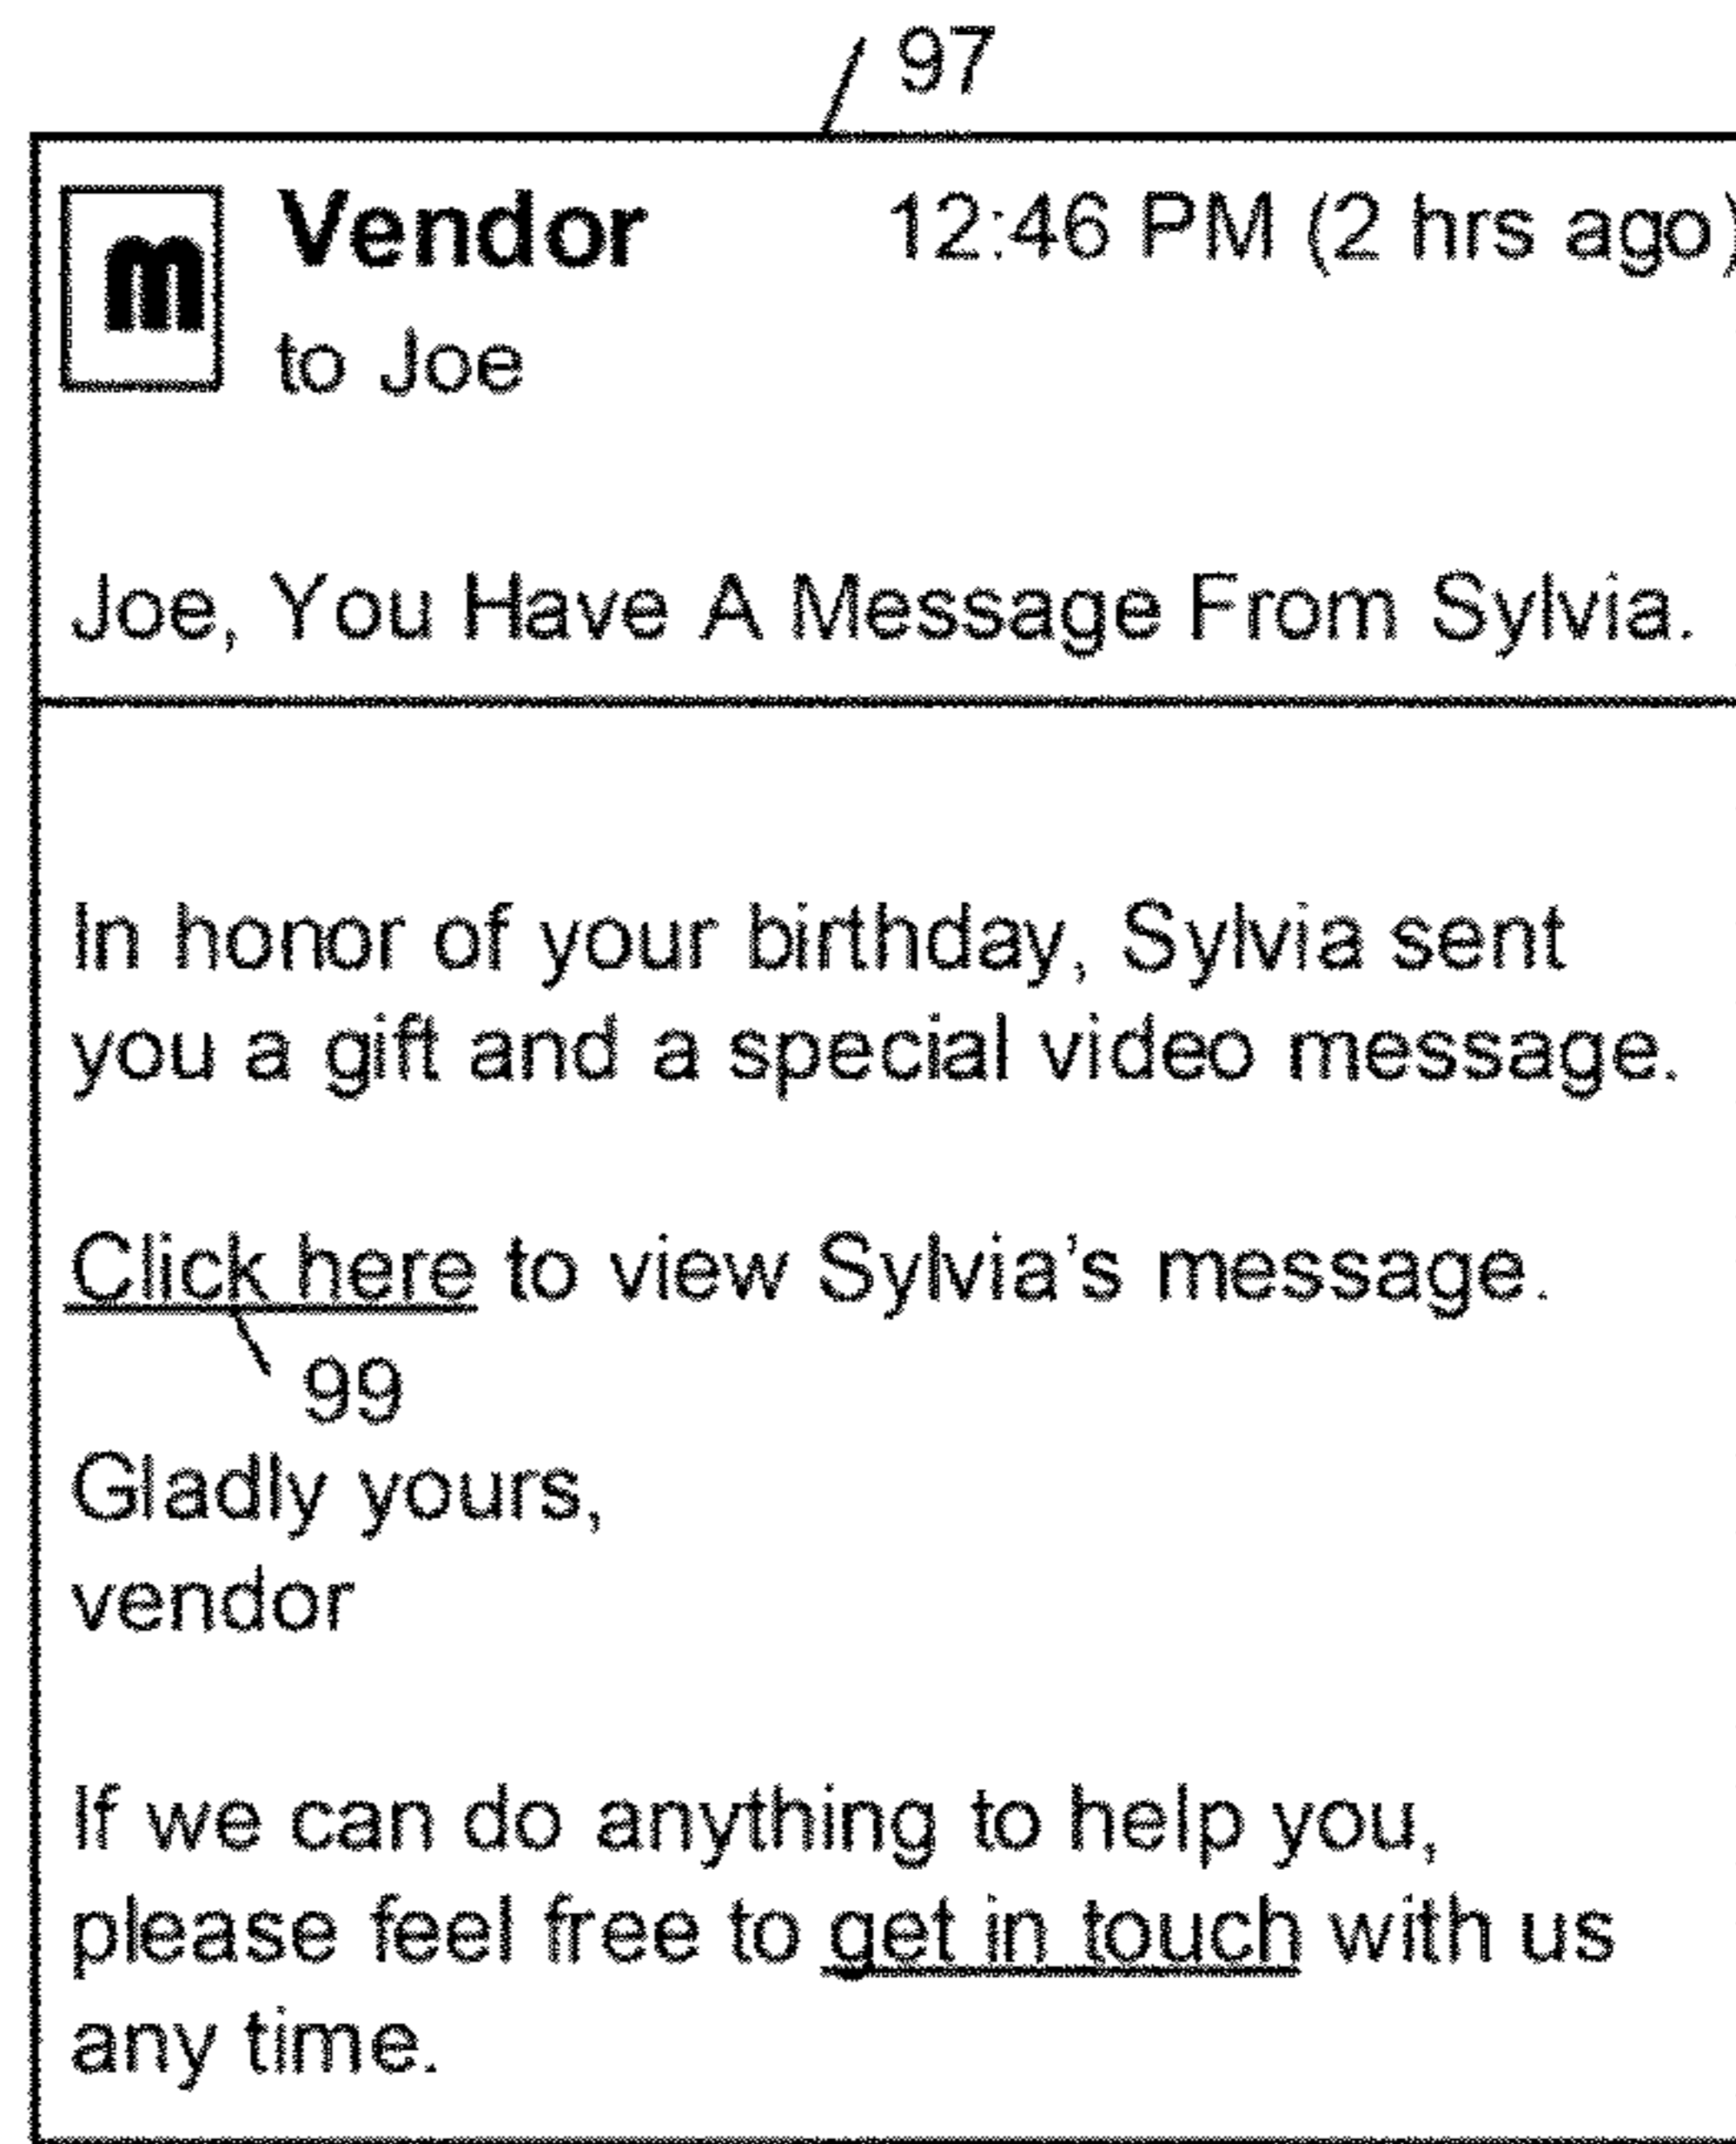 97
m Vendor 12:46 PM (2 hrs ago)
to Joe
Joe, You Have A Message From Sylvia.
In honor of your birthday, Sylvia sent
you a gift and a special video message.
Click here to view Sylvia's message.
99
Gladly yours,
vendor
If we can do anything to help you,
please feel free to get in touch with us
any time.